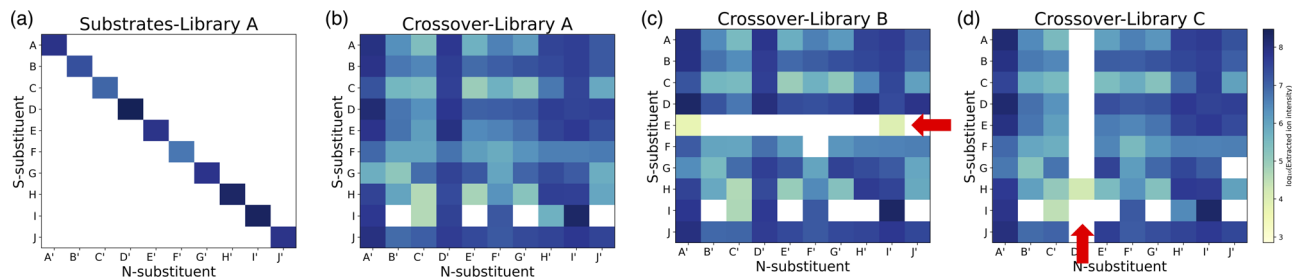 (a) Substrates-Library A
S-substituent
A
B
C
D
E
F
G
H
I
J
A' B' C' D' E' F' G' H' I' J'
N-substituent
(b) Crossover-Library A
S-substituent
A
B
C
D
E
F
G
H
I
J
A' B' C' D' E' F' G' H' I' J'
N-substituent
(c) Crossover-Library B
S-substituent
A
B
C
D
E
F
G
H
I
J
A' B' C' D' E' F' G' H' I' J'
N-substituent
(d) Crossover-Library C
S-substituent
A
B
C
D
E
F
G
H
I
J
A' B' C' D E' F' G' H' I' J'
N-substituent
8
7
6
5
4
3
log₁₀(Extracted ion intensity)